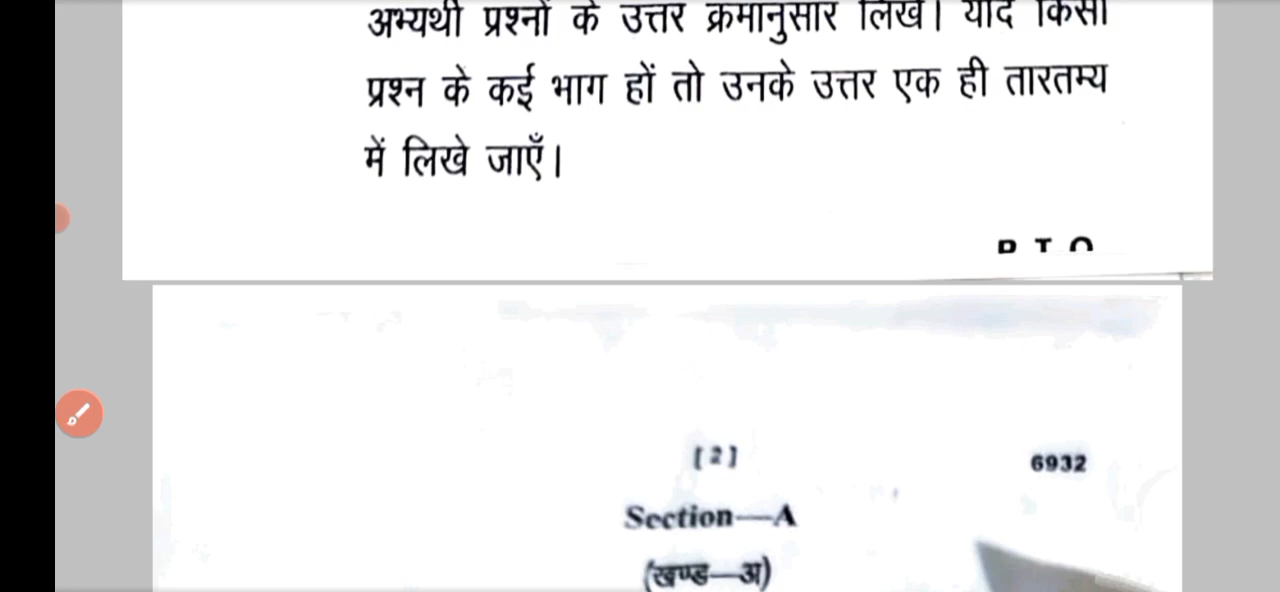 अभ्यर्थी प्रश्नों के उत्तर क्रमानुसार लिखें। यदि किसी
प्रश्न के कई भाग हों तो उनके उत्तर एक ही तारतम्य
में लिखे जाएँ।
P. T. O.
[ 2 ]
6932
Section—A
(खण्ड—अ)